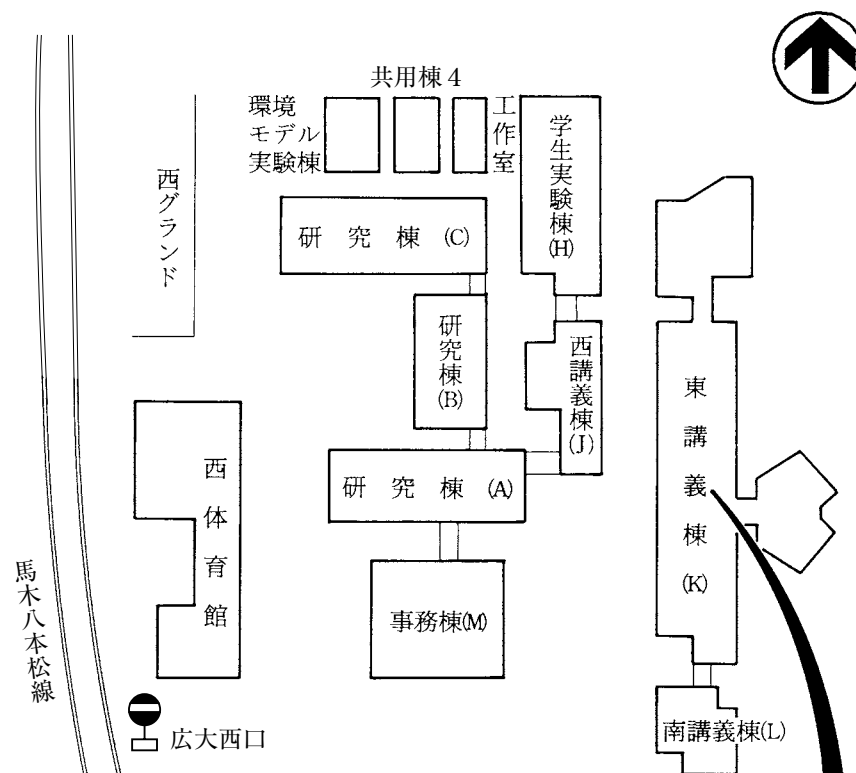 共用棟４
環境
モデル
実験棟
工作室
学生実験棟(H)
西グランド
研究棟(C)
研究棟(B)
西講義棟(J)
東講義棟(K)
西体育館
研究棟(A)
馬木八本松線
事務棟(M)
広大西口
南講義棟(L)